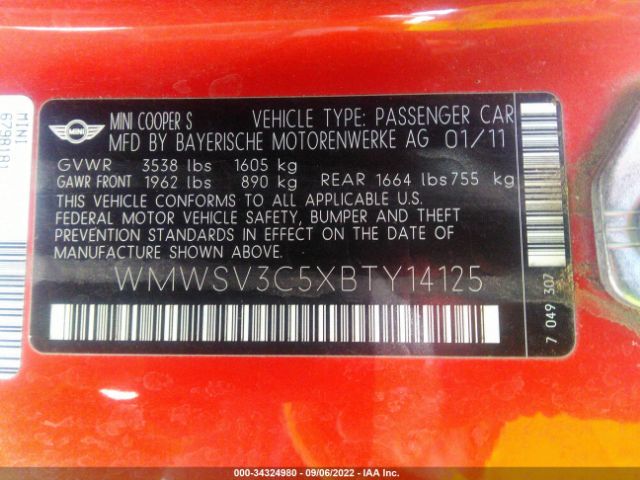 MINI COOPER S VEHICLE TYPE: PASSENGER CAR
MINI MFD BY BAYERISCHE MOTORENWERKE AG 01/11
GVWR 3538 lbs 1605 kg
GAWR FRONT 1962 lbs 890 kg REAR 1664 lbs 755 kg
THIS VEHICLE CONFORMS TO ALL APPLICABLE U.S.
FEDERAL MOTOR VEHICLE SAFETY, BUMPER AND THEFT
PREVENTION STANDARDS IN EFFECT ON THE DATE OF
MANUFACTURE SHOWN ABOVE.
WMWSV3C5XBTY14125
7 049 307
MINI
6798181
000-34324980 - 09/06/2022 - IAA Inc.